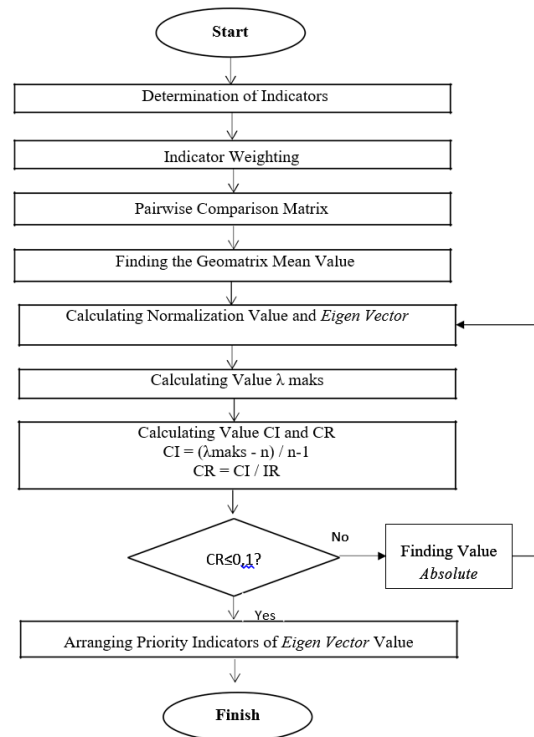 Start
Determination of Indicators
Indicator Weighting
Pairwise Comparison Matrix
Finding the Geomatrix Mean Value
Calculating Normalization Value and Eigen Vector
Calculating Value λ maks
Calculating Value CI and CR
CI = (λmaks - n) / n-1
CR = CI / IR
CR≤0,1?
No
Finding Value
Absolute
Yes
Arranging Priority Indicators of Eigen Vector Value
Finish